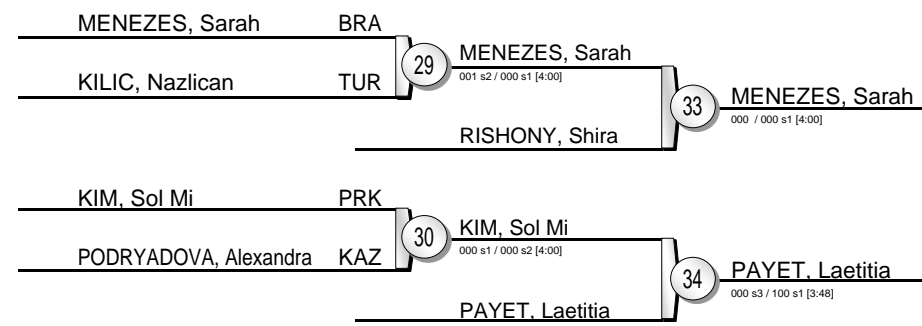 MENEZES, Sarah BRA
KILIC, Nazlican TUR
29
MENEZES, Sarah
001 s2 / 000 s1 [4:00]
RISHONY, Shira
33
MENEZES, Sarah
000 / 000 s1 [4:00]
KIM, Sol Mi PRK
PODRYADOVA, Alexandra KAZ
30
KIM, Sol Mi
000 s1 / 000 s2 [4:00]
PAYET, Laetitia
34
PAYET, Laetitia
000 s3 / 100 s1 [3:48]